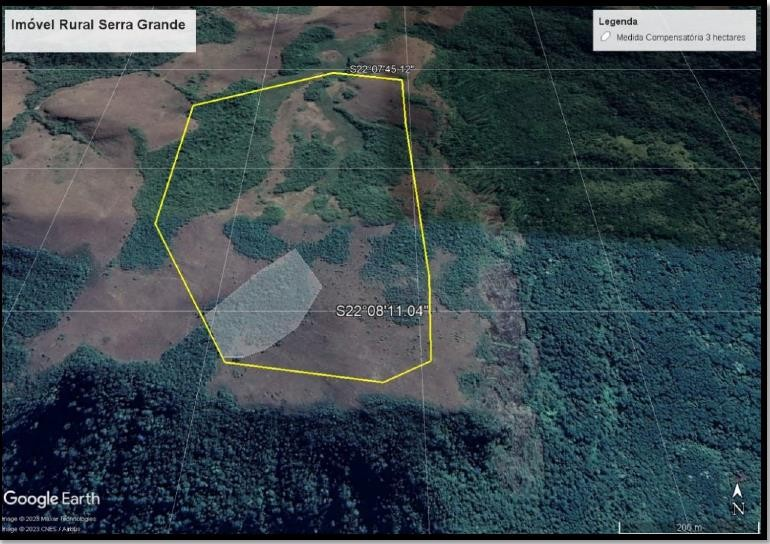 Imóvel Rural Serra Grande
Legenda
Medida Compensatória 3 hectares
S22°07'45.12"
S22°08'11.04"
Google Earth
Image © 2023 Maxar Technologies
Image © 2023 CNES / Airbus
N
206 m